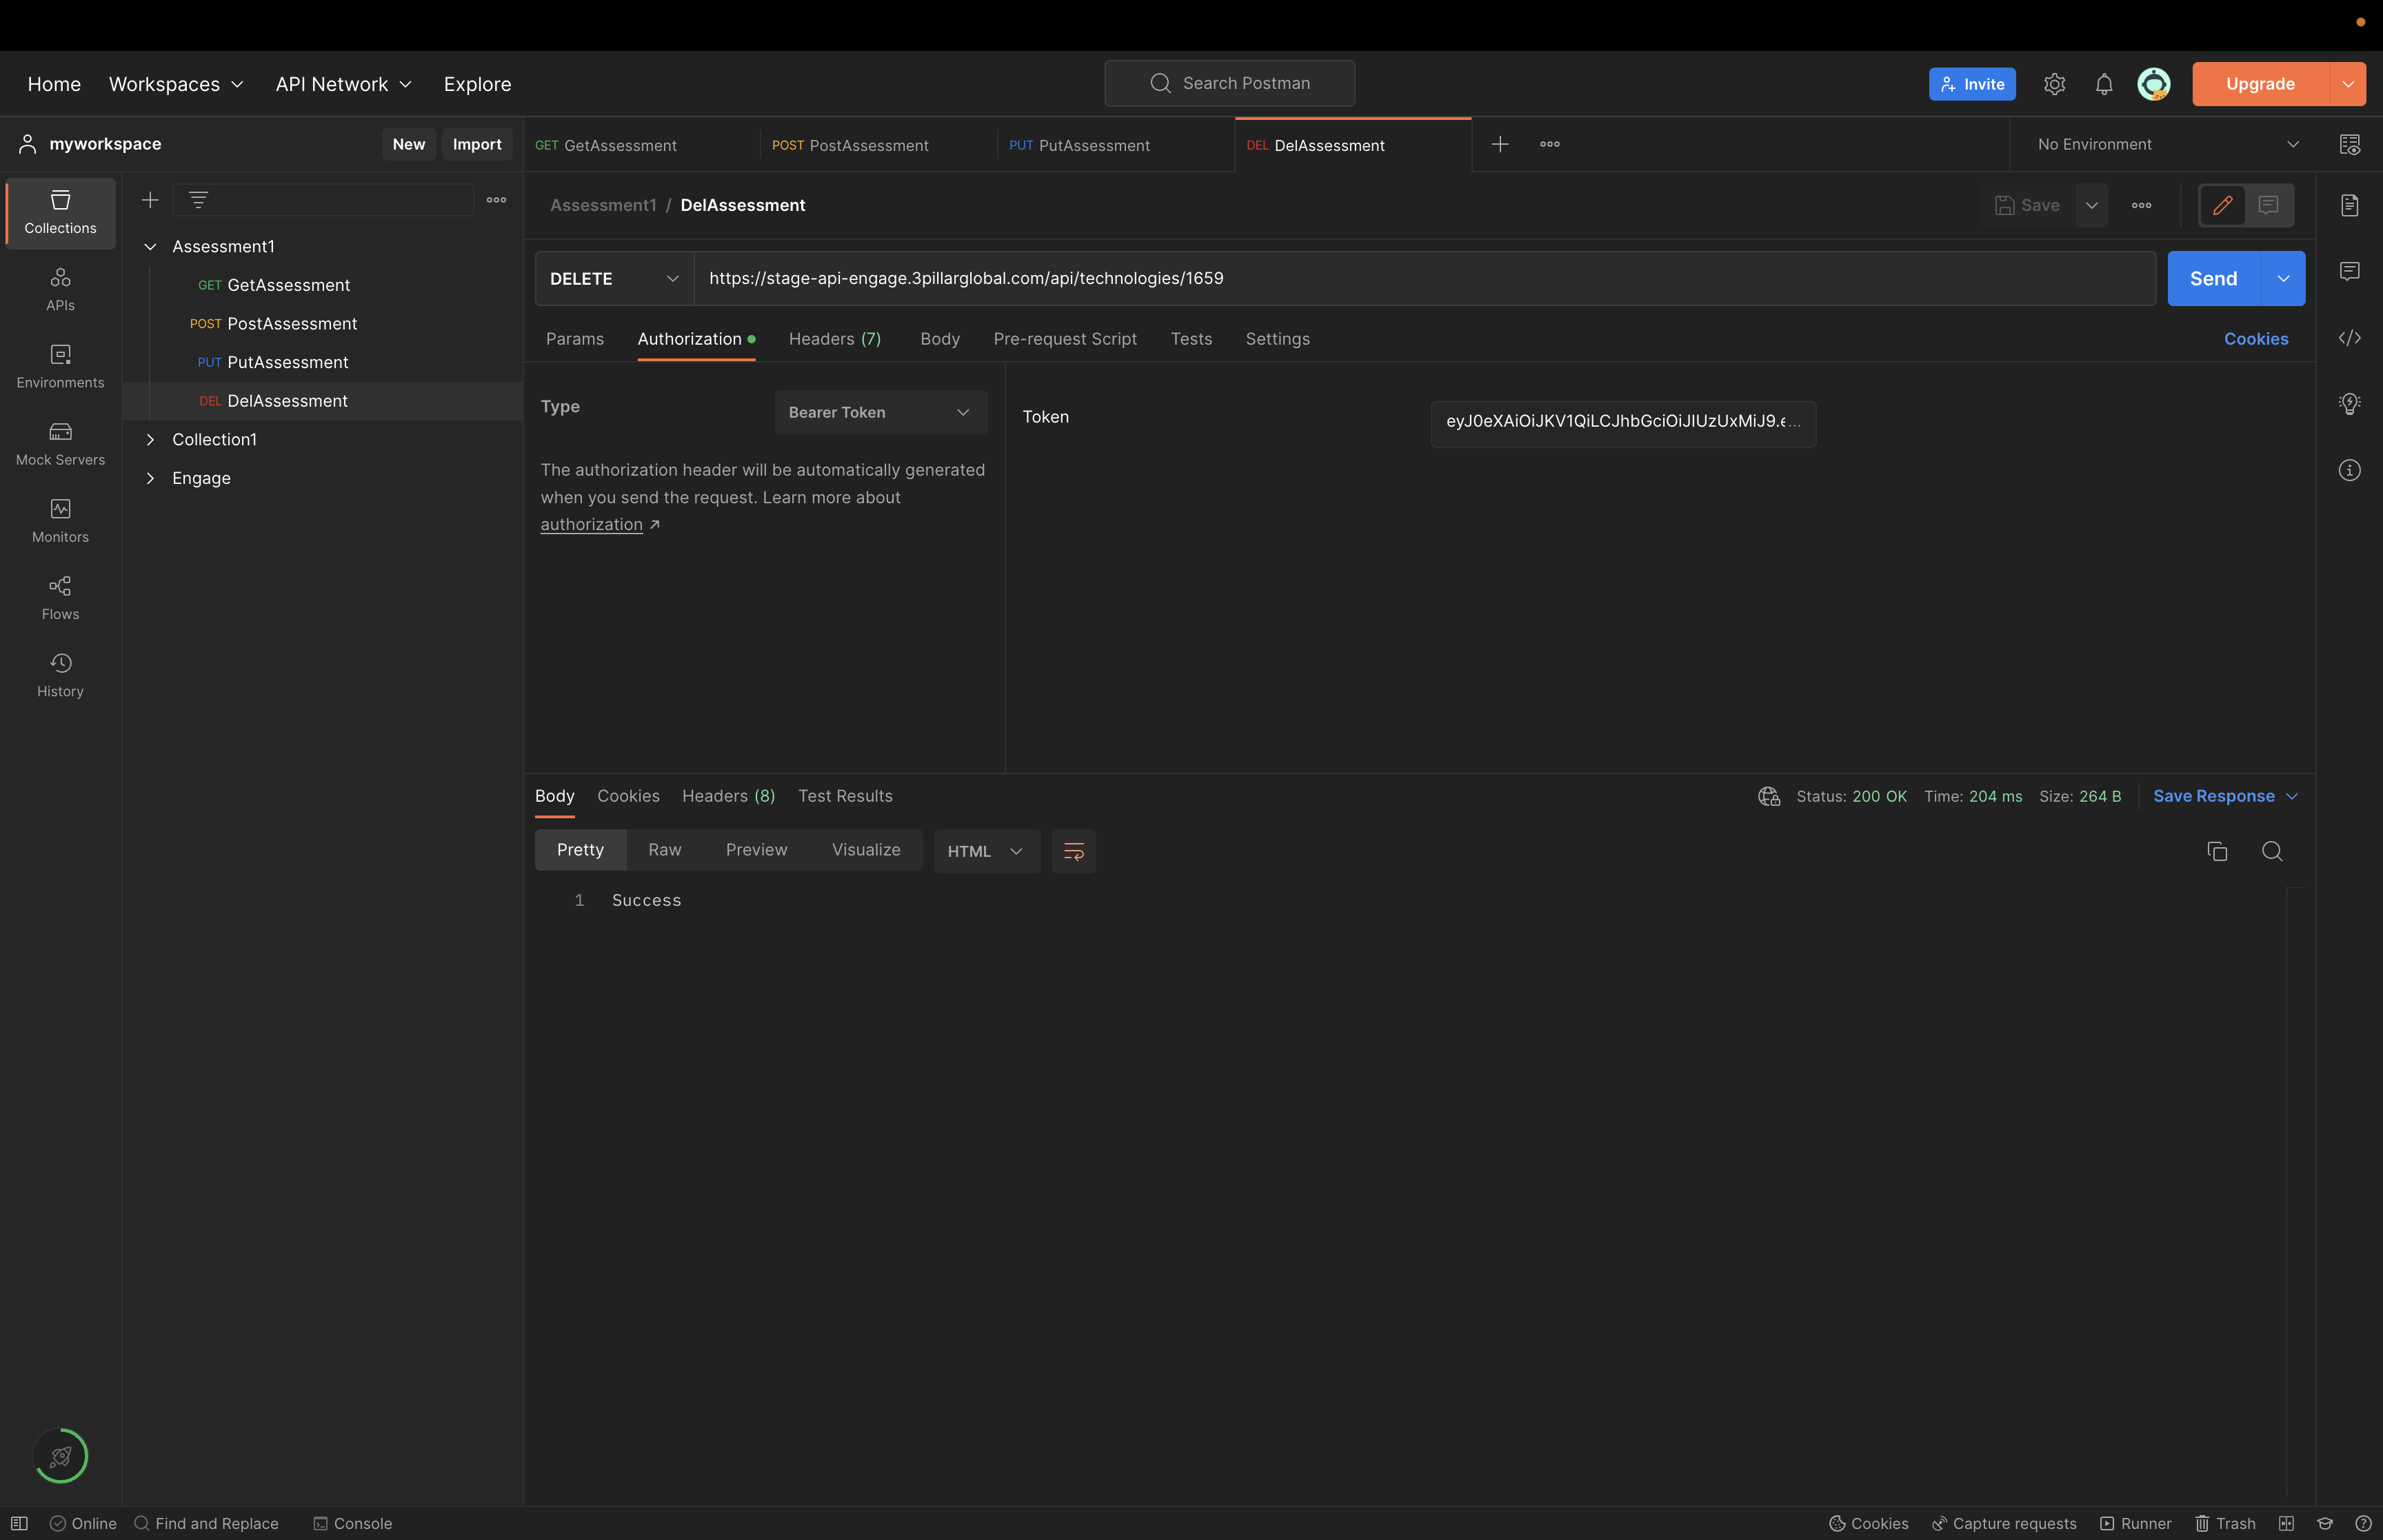 Home Workspaces API Network Explore Search Postman Invite Upgrade
myworkspace New Import GET GetAssessment POST PostAssessment PUT PutAssessment DEL DelAssessment No Environment
Collections
APIs
Environments
Mock Servers
Monitors
Flows
History
Assessment1
GET GetAssessment
POST PostAssessment
PUT PutAssessment
DEL DelAssessment
Collection1
Engage
Assessment1 / DelAssessment Save
DELETE https://stage-api-engage.3pillarglobal.com/api/technologies/1659 Send
Params Authorization Headers (7) Body Pre-request Script Tests Settings Cookies
Type Bearer Token
The authorization header will be automatically generated
when you send the request. Learn more about
authorization ↗
Token eyJ0eXAiOiJKV1QiLCJhbGciOiJIUzUxMiJ9.e...
Body Cookies Headers (8) Test Results Status: 200 OK Time: 204 ms Size: 264 B Save Response
Pretty Raw Preview Visualize HTML
1 Success
Online Find and Replace Console Cookies Capture requests Runner Trash